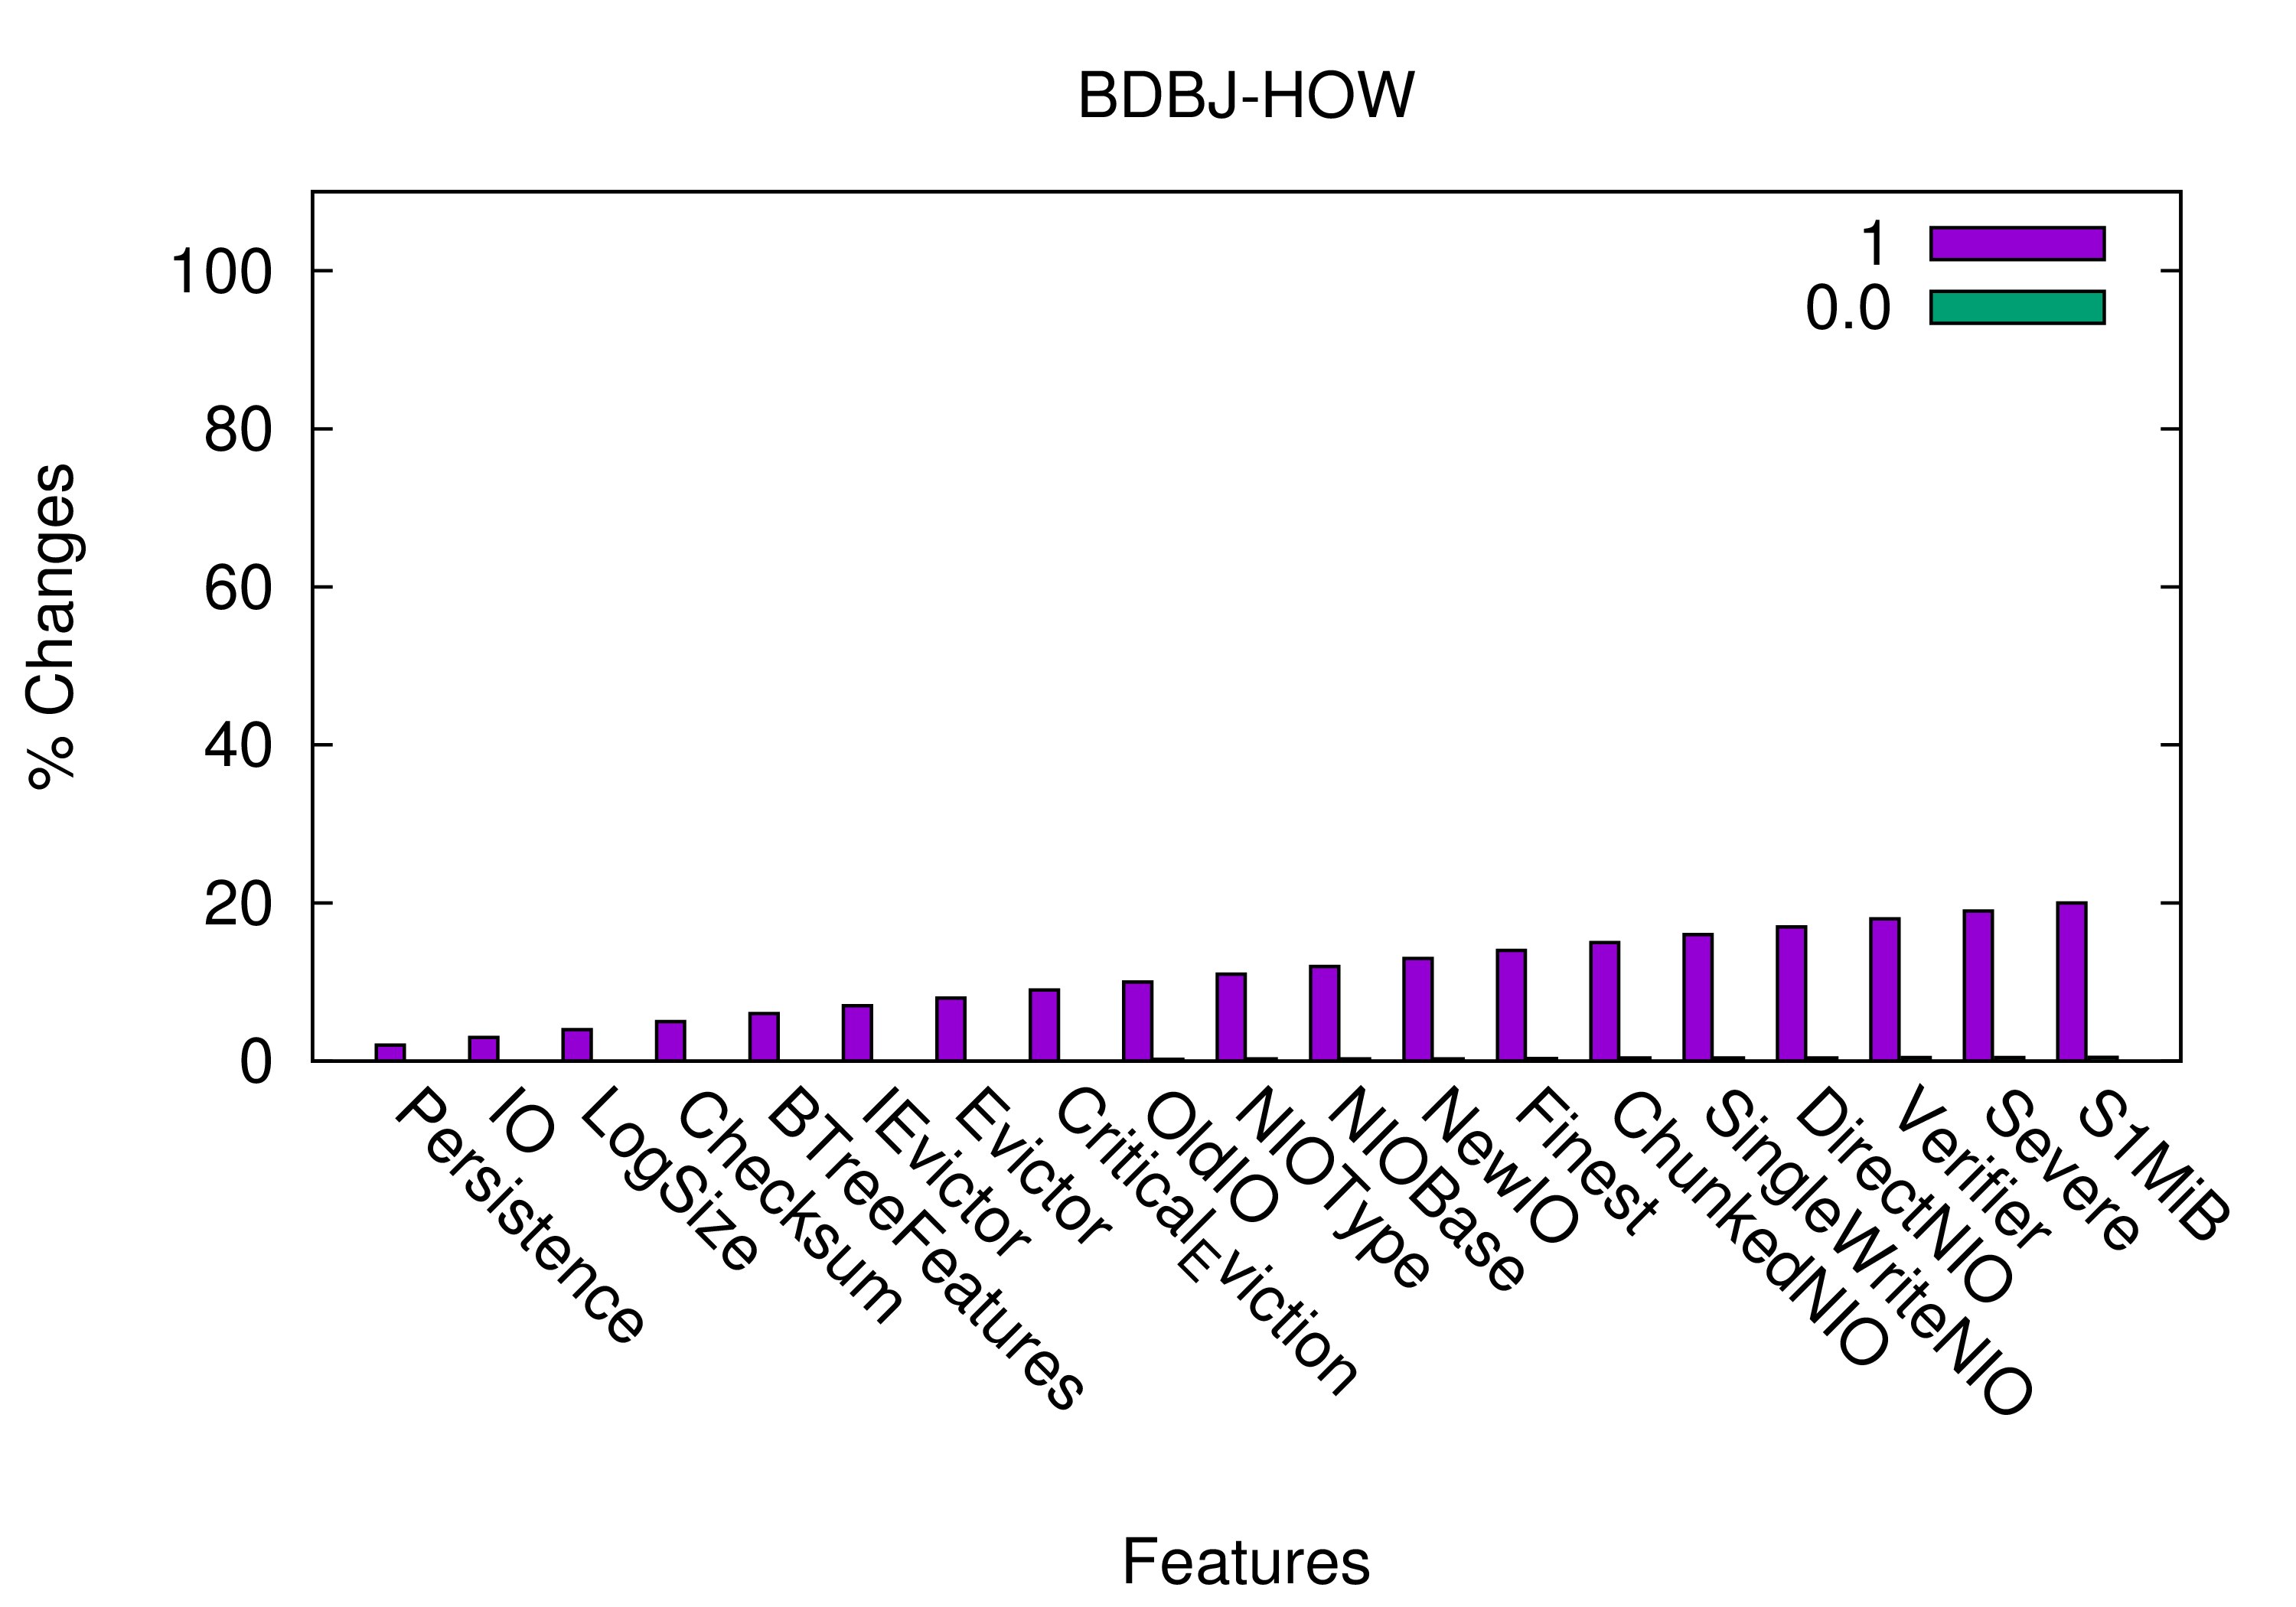 BDBJ-HOW
1
0.0
100
80
60
40
20
0
% Changes
Persistence
IO
LogSize
Checksum
BTreeFeatures
IEvictor
Evictor
CriticalEviction
OldIO
NIOType
NIOBase
NewIO
Finest
ChunkedNIO
SingleWriteNIO
DirectNIO
Verifier
Severe
S1MiB
Features